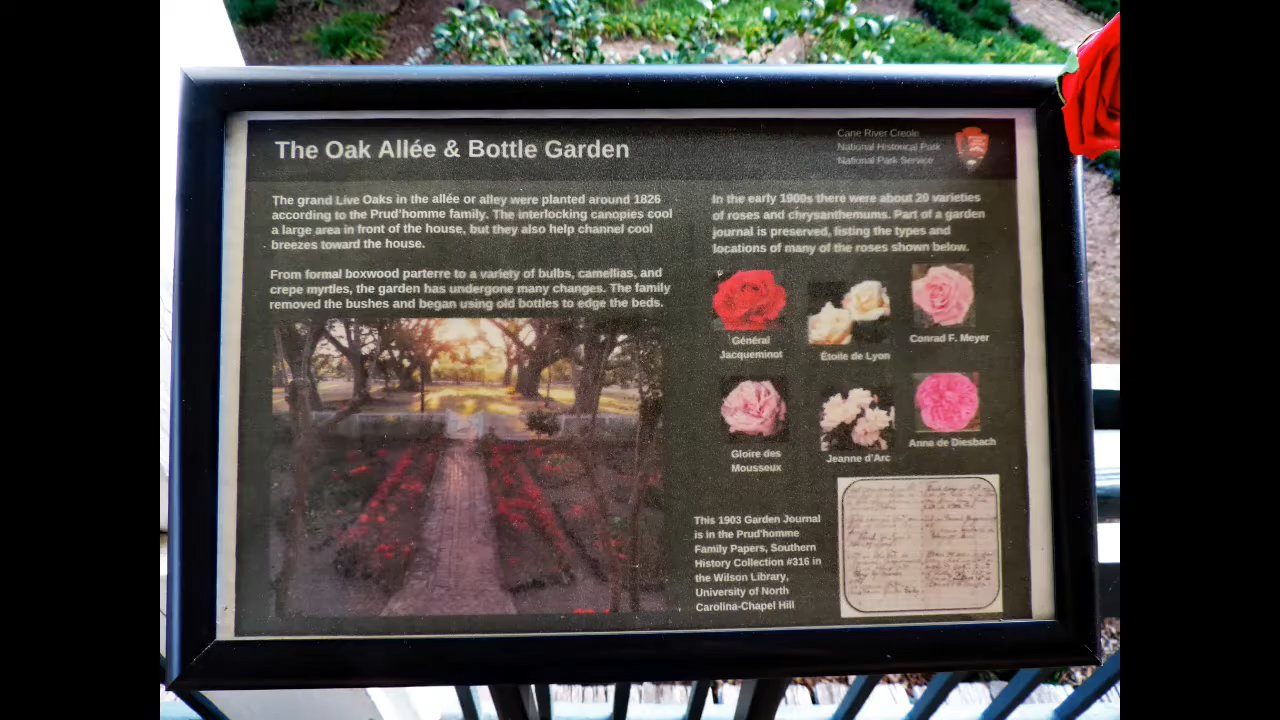 The Oak Allée & Bottle Garden
Cane River Creole
National Historical Park
National Park Service
The grand Live Oaks in the allée or alley were planted around 1826
according to the Prud'homme family. The interlocking canopies cool
a large area in front of the house, but they also help channel cool
breezes toward the house.
From formal boxwood parterre to a variety of bulbs, camellias, and
crepe myrtles, the garden has undergone many changes. The family
removed the bushes and began using old bottles to edge the beds.
In the early 1900s there were about 20 varieties
of roses and chrysanthemums. Part of a garden
journal is preserved, listing the types and
locations of many of the roses shown below.
Général
Jacqueminot
Étoile de Lyon
Conrad F. Meyer
Gloire des
Mousseux
Jeanne d'Arc
Anne de Diesbach
This 1903 Garden Journal
is in the Prud'homme
Family Papers, Southern
History Collection #316 in
the Wilson Library,
University of North
Carolina-Chapel Hill